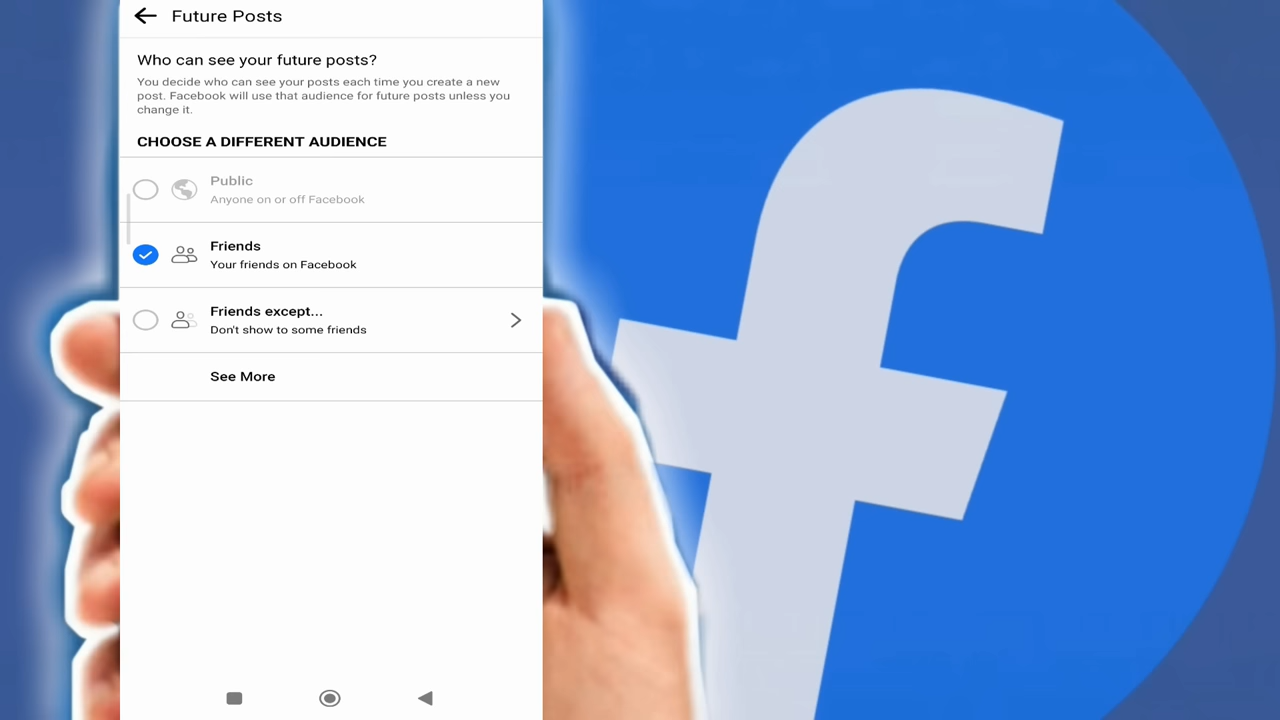 Future Posts
Who can see your future posts?
You decide who can see your posts each time you create a new
post. Facebook will use that audience for future posts unless you
change it.
CHOOSE A DIFFERENT AUDIENCE
Public
Anyone on or off Facebook
Friends
Your friends on Facebook
Friends except...
Don't show to some friends
See More